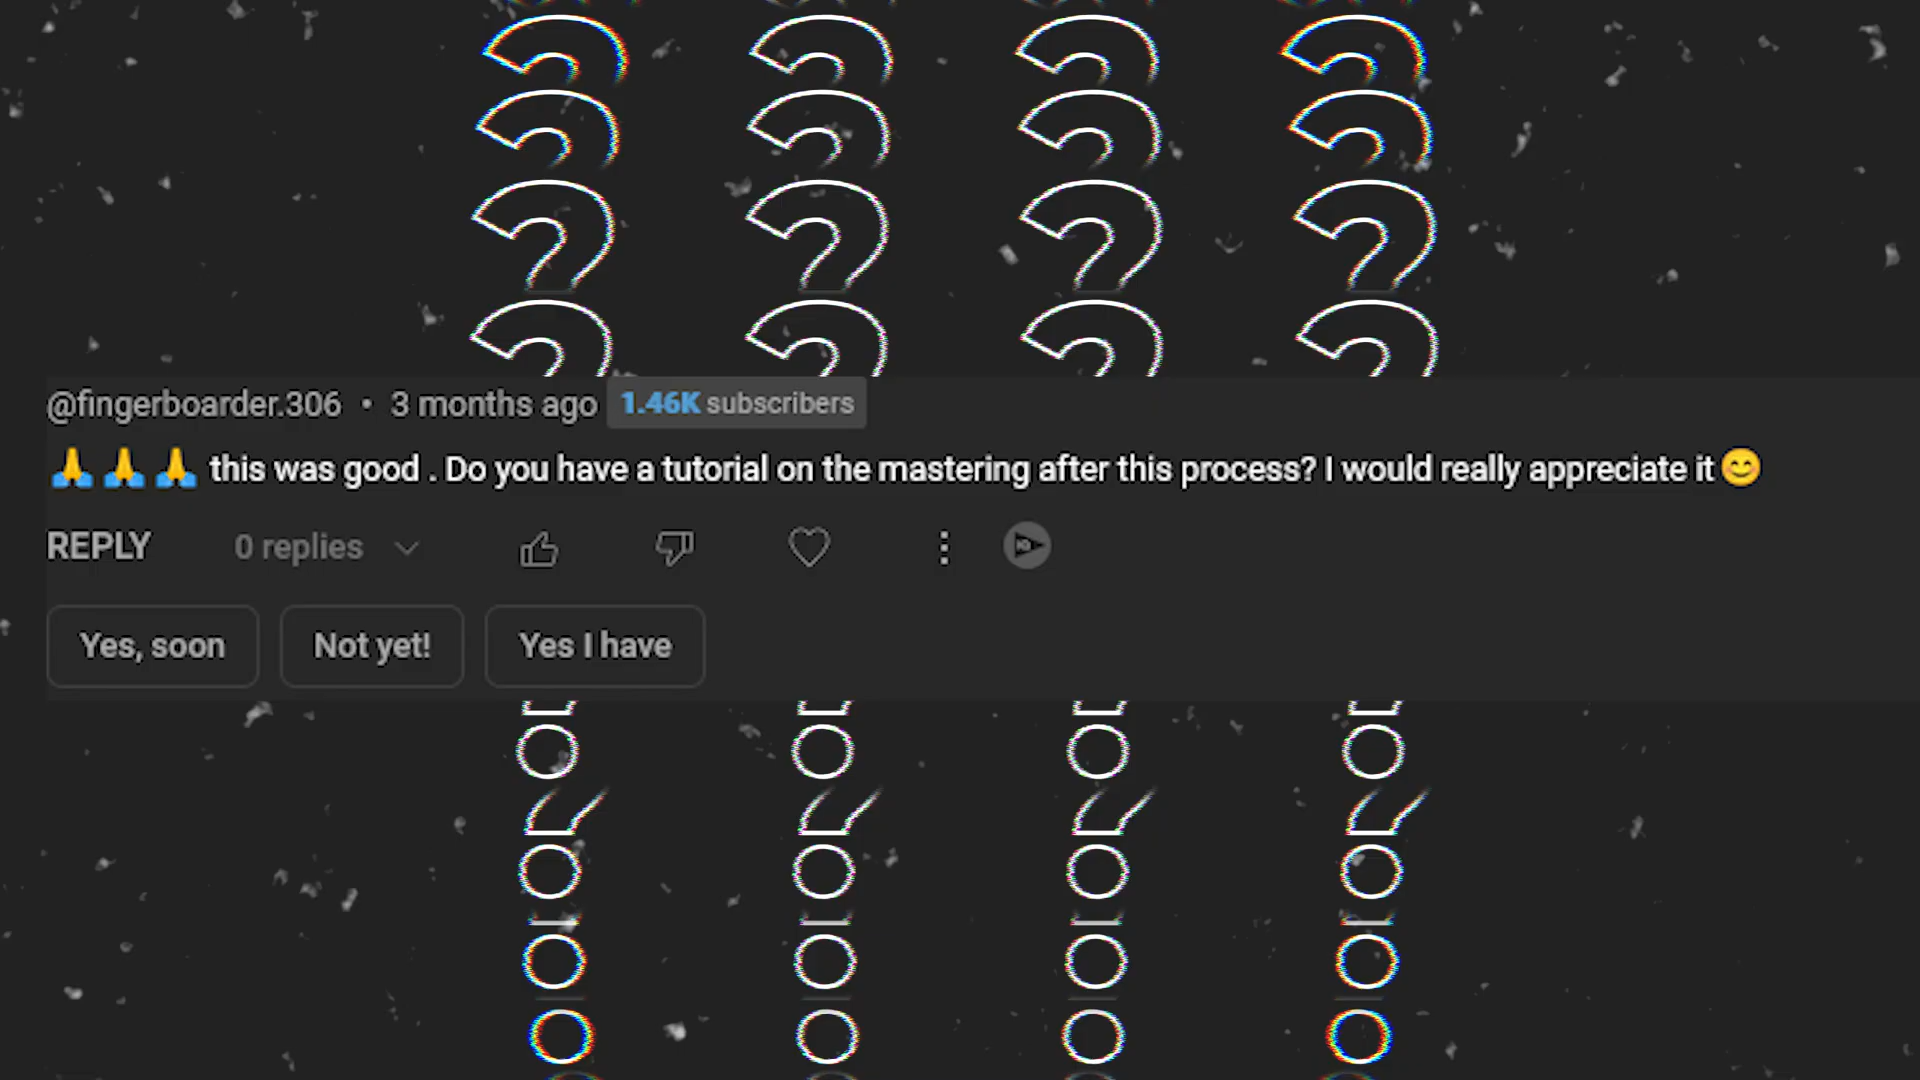 @fingerboarder.306 • 3 months ago 1.46K subscribers
🙏 🙏 🙏 this was good . Do you have a tutorial on the mastering after this process? I would really appreciate it😊
REPLY 0 replies
Yes, soon Not yet! Yes I have